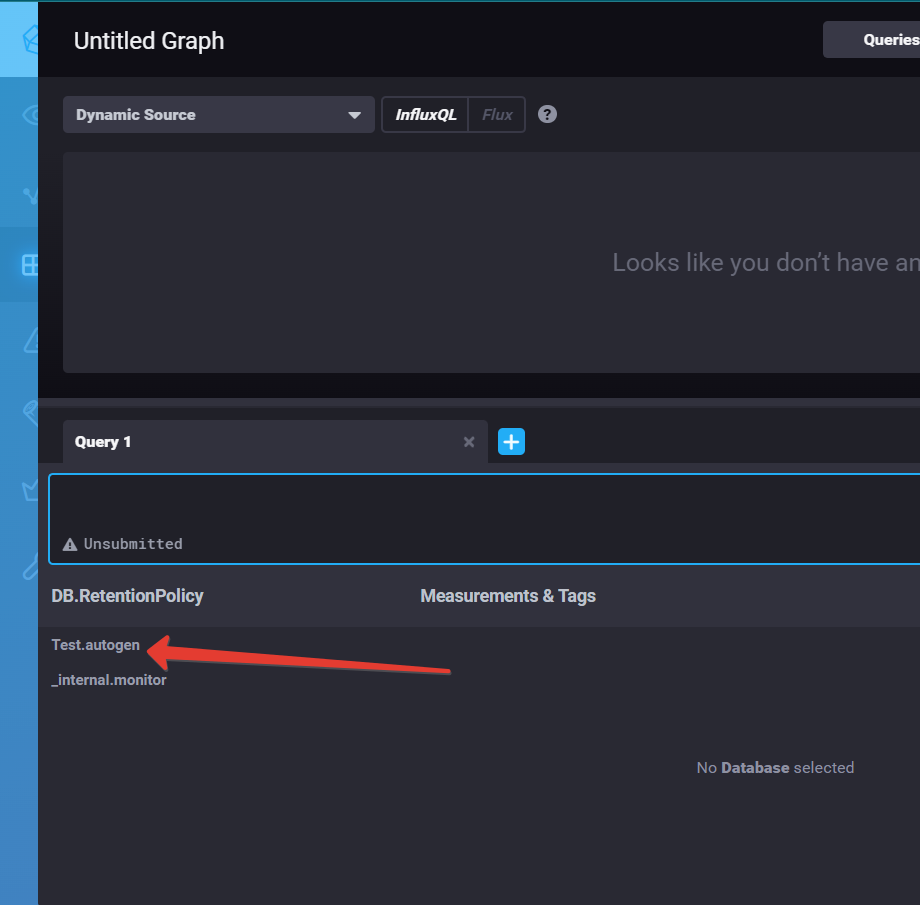 Untitled Graph
Queries
Dynamic Source
InfluxQL
Flux
?
Looks like you don’t have
Query 1
Unsubmitted
DB.RetentionPolicy
Measurements & Tags
Test.autogen
_internal.monitor
No Database selected